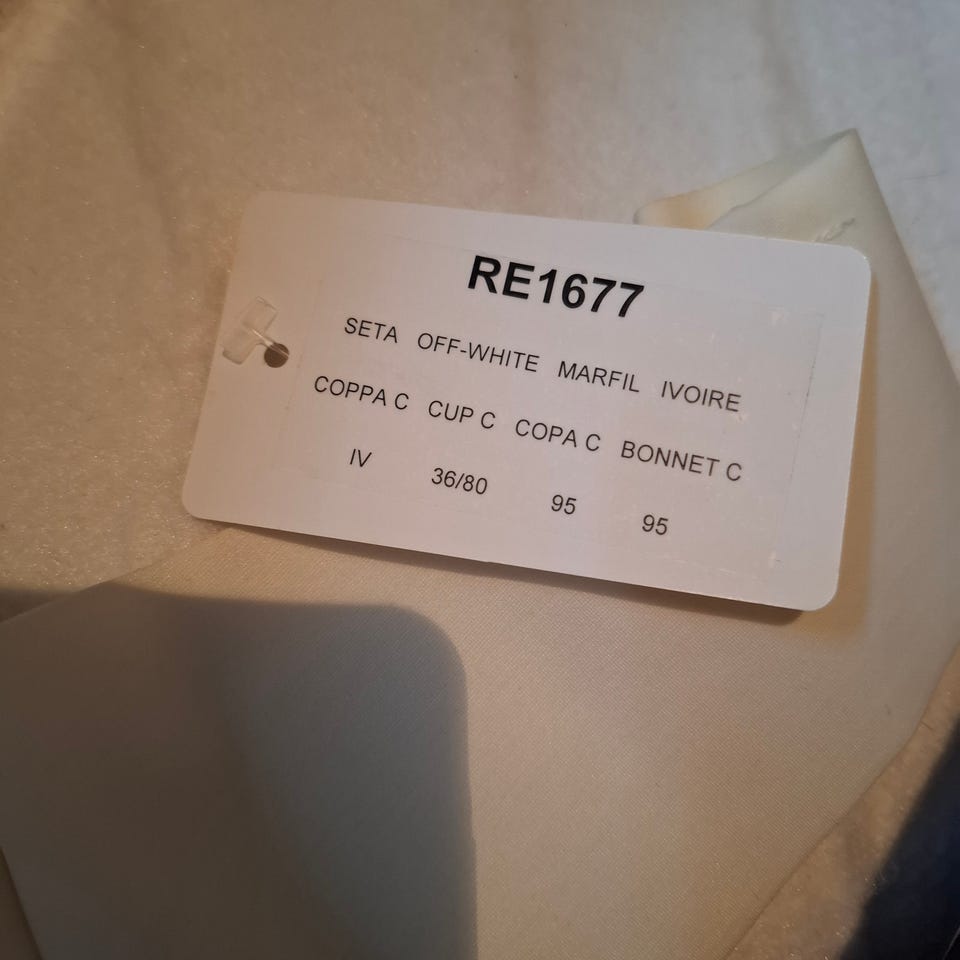 RE1677
SETA OFF-WHITE MARFIL IVOIRE
COPPA C CUP C COPA C BONNET C
IV 36/80 95 95